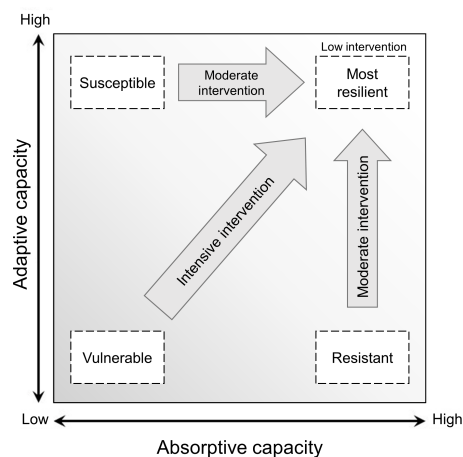 High
Low intervention
Susceptible
Moderate
intervention
Most
resilient
Adaptive capacity
Intensive intervention
Moderate intervention
Vulnerable
Resistant
Low
High
Absorptive capacity